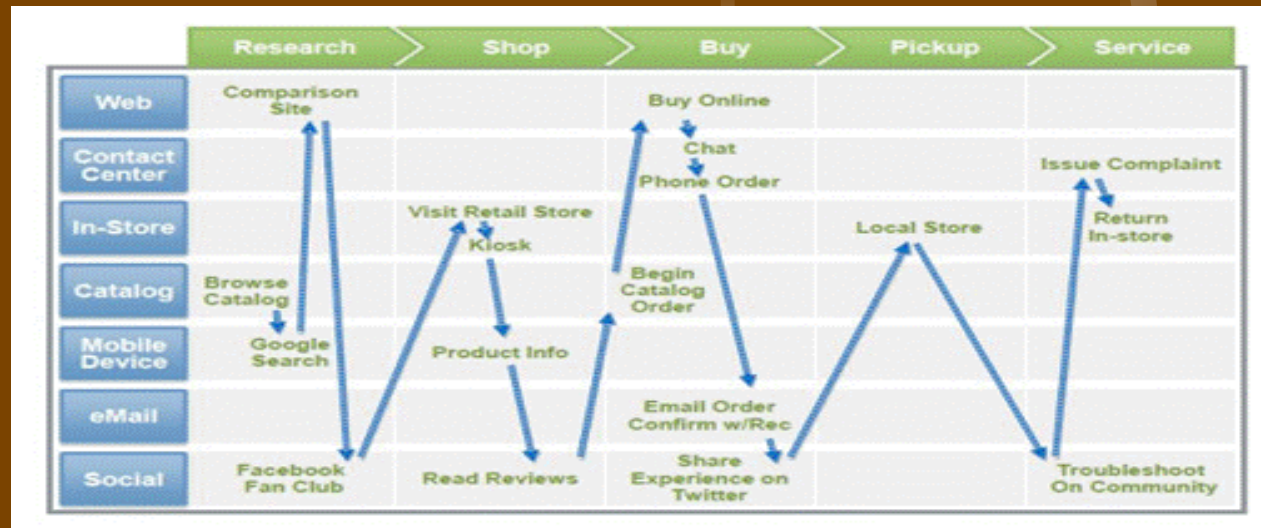 Research Shop Buy Pickup Service
Web
Comparison
Site
Buy Online
Contact
Center
Chat
Phone Order
Issue Complaint
In-Store
Visit Retail Store
Kiosk
Local Store
Return
In-store
Catalog
Browse
Catalog
Begin
Catalog
Order
Mobile
Device
Google
Search
Product Info
eMail
Email Order
Confirm w/Rec
Social
Facebook
Fan Club
Read Reviews
Share
Experience on
Twitter
Troubleshoot
On Community